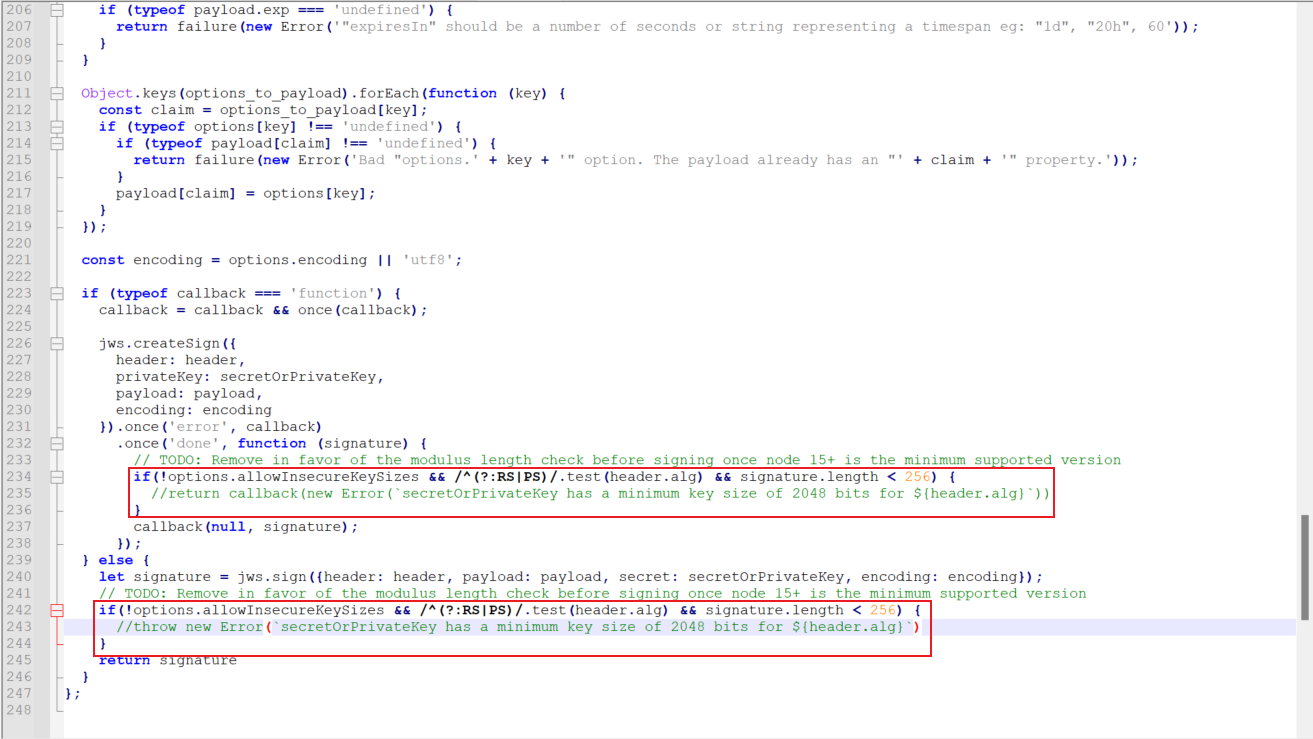 206 if (typeof payload.exp === 'undefined') {
207 return failure(new Error('"expiresIn" should be a number of seconds or string representing a timespan eg: "1d", "20h", 60'));
208 }
209 }
210
211 Object.keys(options_to_payload).forEach(function (key) {
212 const claim = options_to_payload[key];
213 if (typeof options[key] !== 'undefined') {
214 if (typeof payload[claim] !== 'undefined') {
215 return failure(new Error('Bad "options.' + key + '" option. The payload already has an "' + claim + '" property.'));
216 }
217 payload[claim] = options[key];
218 }
219 });
220
221 const encoding = options.encoding || 'utf8';
222
223 if (typeof callback === 'function') {
224 callback = callback && once(callback);
225
226 jws.createSign({
227 header: header,
228 privateKey: secretOrPrivateKey,
229 payload: payload,
230 encoding: encoding
231 }).once('error', callback)
232 .once('done', function (signature) {
233 // TODO: Remove in favor of the modulus length check before signing once node 15+ is the minimum supported version
234 if(!options.allowInsecureKeySizes && /^(?:RS|PS)/.test(header.alg) && signature.length < 256) {
235 //return callback(new Error(`secretOrPrivateKey has a minimum key size of 2048 bits for ${header.alg}`))
236 }
237 callback(null, signature);
238 });
239 } else {
240 let signature = jws.sign({header: header, payload: payload, secret: secretOrPrivateKey, encoding: encoding});
241 // TODO: Remove in favor of the modulus length check before signing once node 15+ is the minimum supported version
242 if(!options.allowInsecureKeySizes && /^(?:RS|PS)/.test(header.alg) && signature.length < 256) {
243 //throw new Error(`secretOrPrivateKey has a minimum key size of 2048 bits for ${header.alg}`)
244 }
245 return signature
246 }
247 };
248